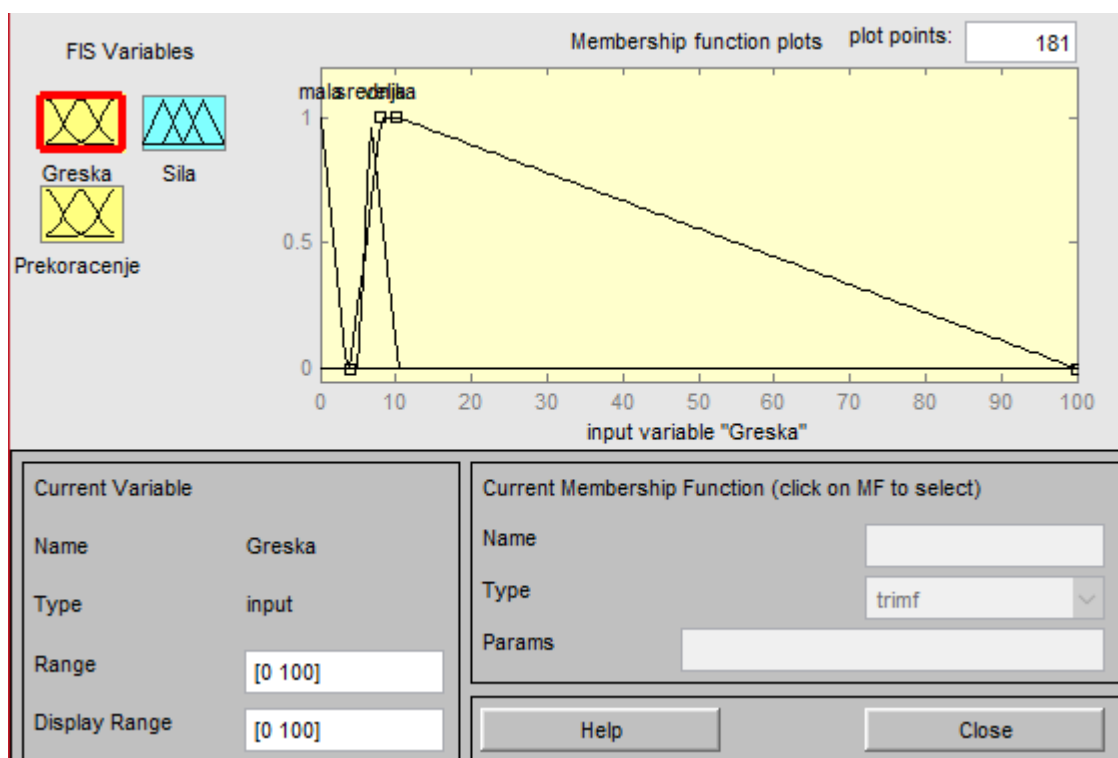 FIS Variables
Membership function plots
plot points:
181
Greska
Sila
Prekoracenje
mala
1
0.5
0
0 10 20 30 40 50 60 70 80 90 100
input variable "Greska"
Current Variable
Name Greska
Type input
Range [0 100]
Display Range [0 100]
Current Membership Function (click on MF to select)
Name
Type trimf
Params
Help Close